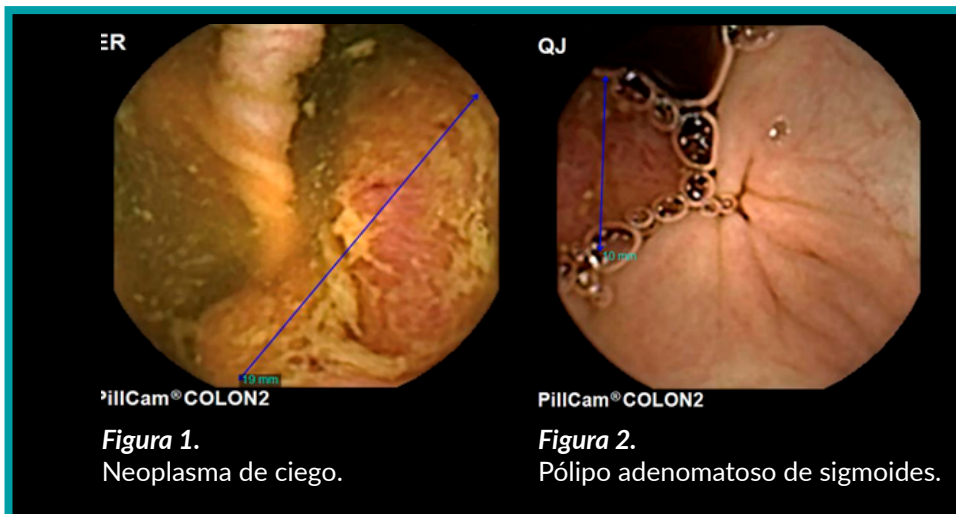 ER
QJ
19 mm
10 mm
PillCam®COLON2
PillCam®COLON2
Figura 1.
Neoplasma de ciego.
Figura 2.
Pólipo adenomatoso de sigmoides.